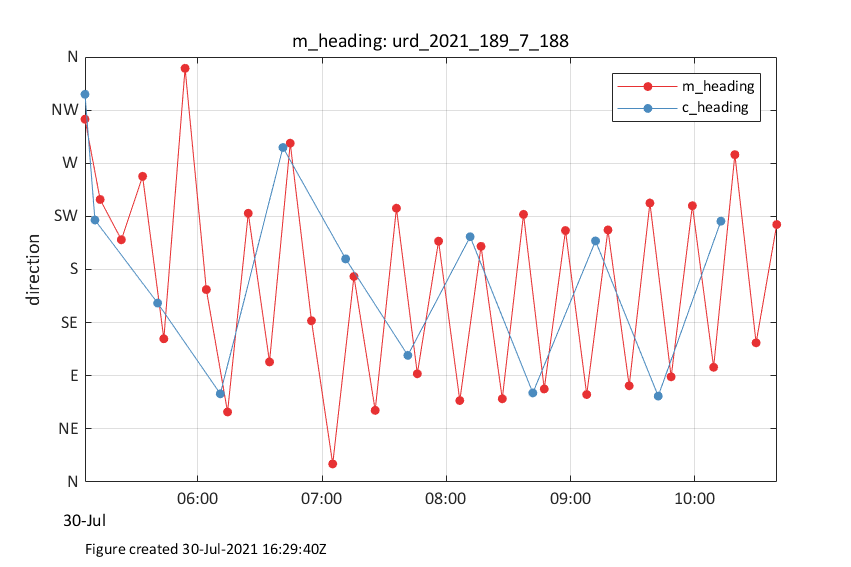 m_heading: urd_2021_189_7_188
N
NW
W
SW
S
SE
E
NE
N
direction
m_heading
c_heading
06:00
07:00
08:00
09:00
10:00
30-Jul
Figure created 30-Jul-2021 16:29:40Z